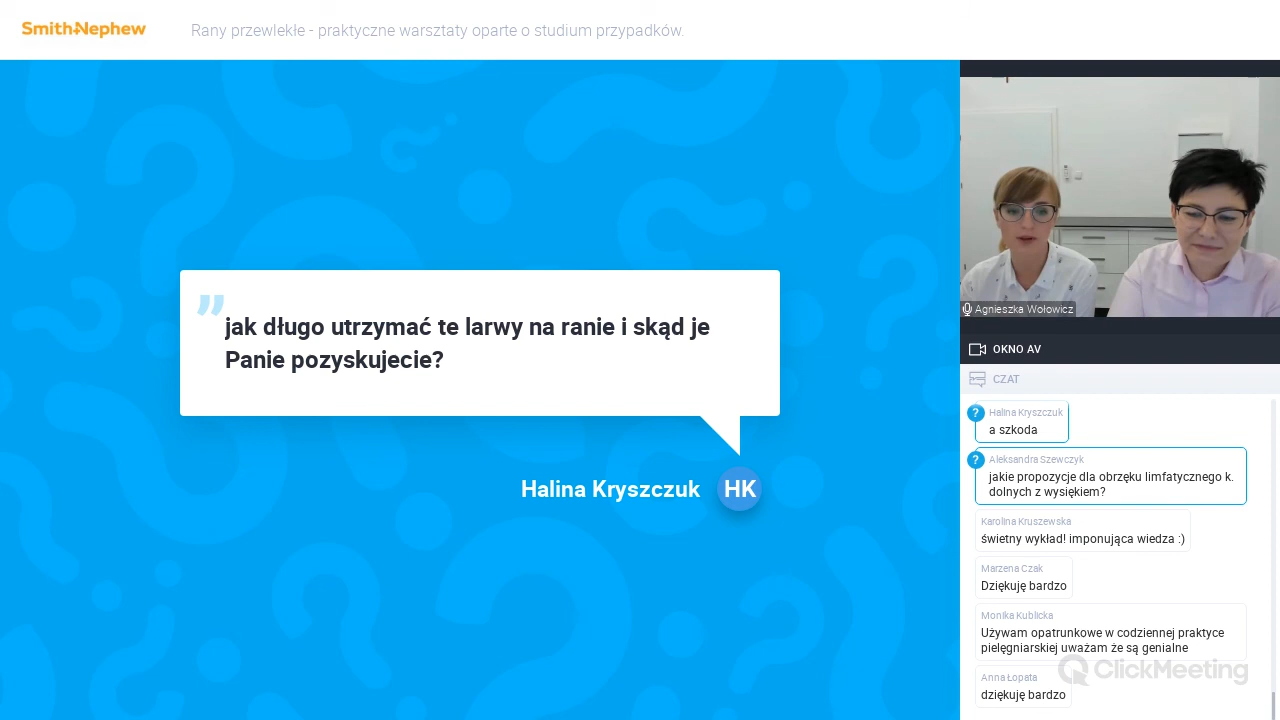 Smith+Nephew
Rany przewlekłe - praktyczne warsztaty oparte o studium przypadków.
jak długo utrzymać te larwy na ranie i skąd je
Panie pozyskujecie?
Halina Kryszczuk
HK
Agnieszka Wołowicz
OKNO AV
CZAT
?
Halina Kryszczuk
a szkoda
?
Aleksandra Szewczyk
jakie propozycje dla obrzęku limfatycznego k.
dolnych z wysiękiem?
Karolina Kruszewska
świetny wykład! imponująca wiedza :)
Marzena Czak
Dziękuję bardzo
Monika Kublicka
Używam opatrunkowe w codziennej praktyce
pielęgniarskiej uważam że są genialne
ClickMeeting
Anna Łopata
dziękuję bardzo